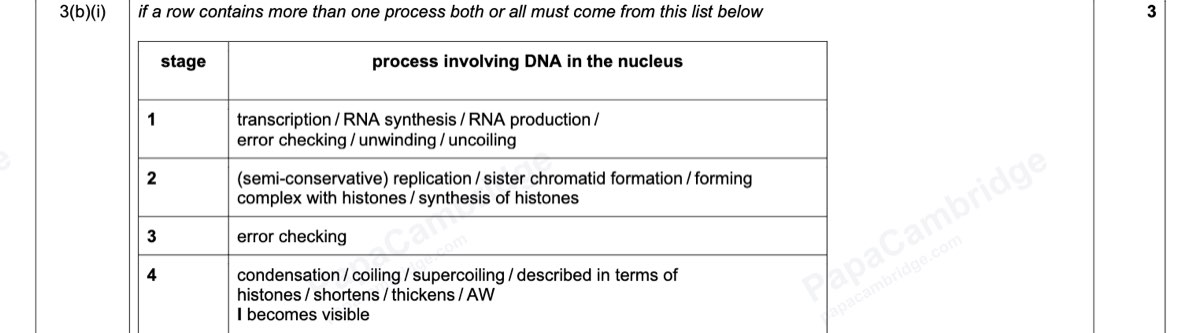 3(b)(i) if a row contains more than one process both or all must come from this list below 3
stage process involving DNA in the nucleus
1 transcription / RNA synthesis / RNA production /
error checking / unwinding / uncoiling
2 (semi-conservative) replication / sister chromatid formation / forming
complex with histones / synthesis of histones
3 error checking
4 condensation / coiling / supercoiling / described in terms of
histones / shortens / thickens / AW
I becomes visible
PapaCambridge
papacambridge.com